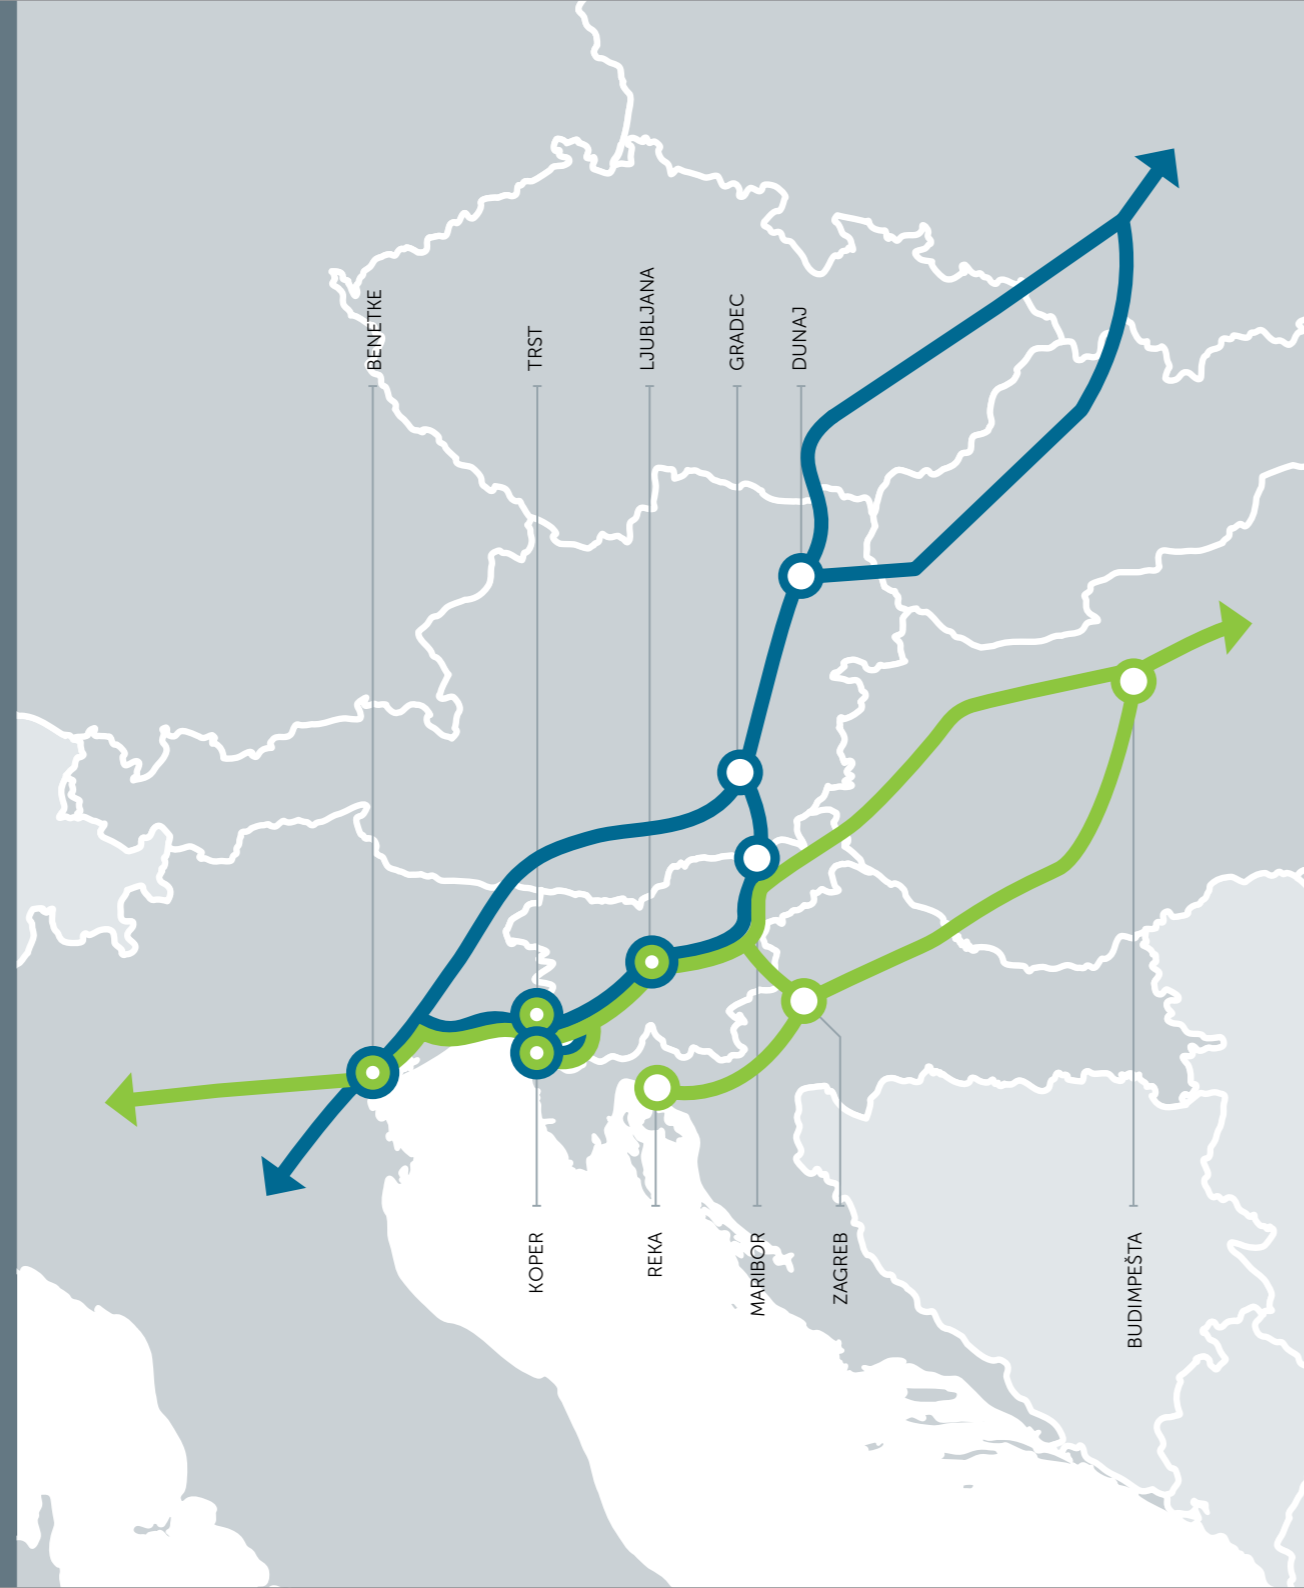 BENETKE
TRST
LJUBLJANA
GRADEC
DUNAJ
KOPER
REKA
MARIBOR
ZAGREB
BUDIMPEŠTA